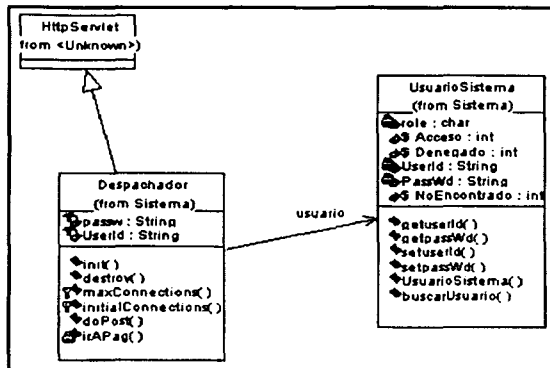 HttpServlet
from <Unknown>)
UsuarioSistema
(from Sistema)
role : char
$ Acceso : int
$ Denegado : int
UserId : String
PassWd : String
$ NoEncontrado : int
getuserId( )
getpassWd( )
setuserId( )
setpassWd( )
UsuarioSistema( )
buscarUsuario( )
usuario
Despachador
(from Sistema)
passw : String
UserId : String
init( )
destroy( )
maxConnections( )
initialConnections( )
doPost( )
irAPag( )